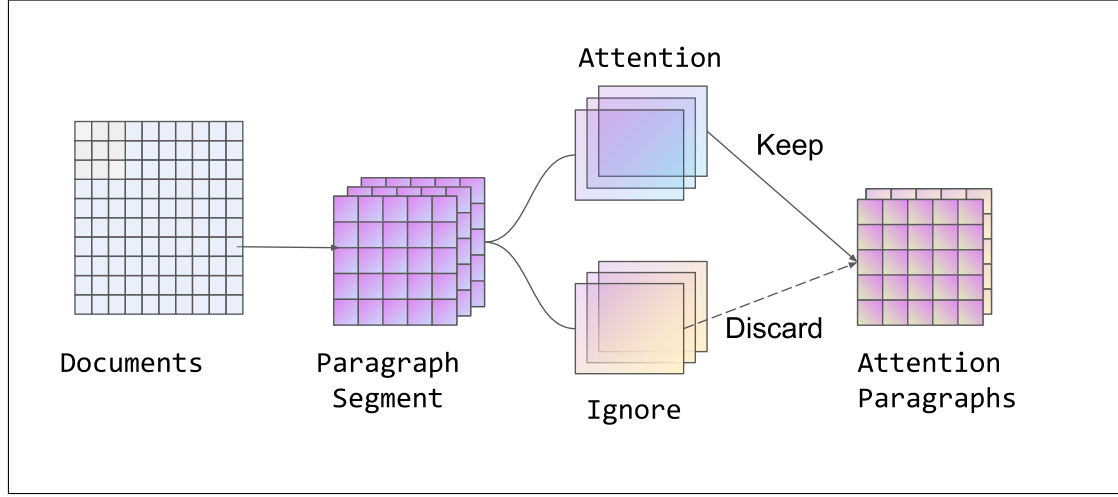 Attention
Keep
Documents
Paragraph
Segment
Discard
Ignore
Attention
Paragraphs